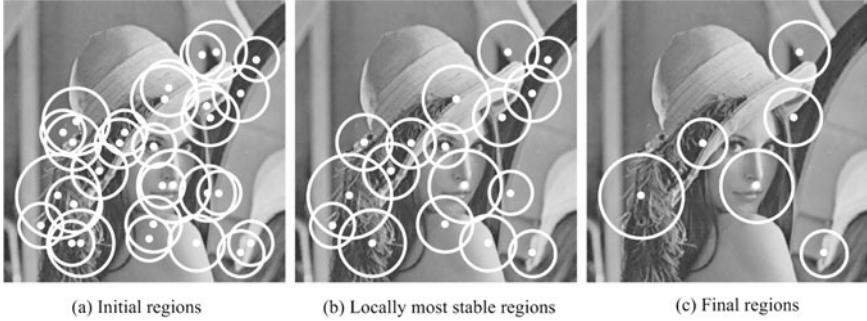 (a) Initial regions
(b) Locally most stable regions
(c) Final regions